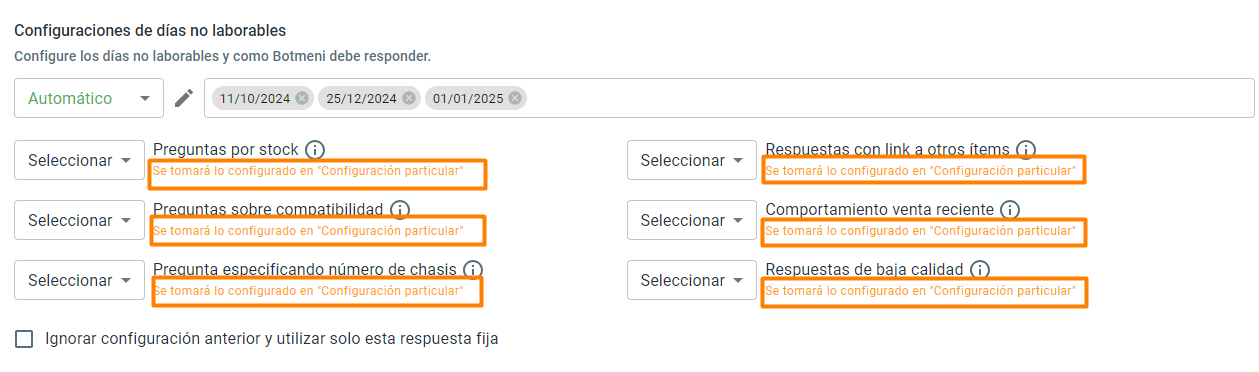 Configuraciones de días no laborables
Configure los días no laborables y como Botmeni debe responder.
Automático 11/10/2024 25/12/2024 01/01/2025
Seleccionar Preguntas por stock
Se tomará lo configurado en "Configuración particular"
Seleccionar Respuestas con link a otros ítems
Se tomará lo configurado en "Configuración particular"
Seleccionar Preguntas sobre compatibilidad
Se tomará lo configurado en "Configuración particular"
Seleccionar Comportamiento venta reciente
Se tomará lo configurado en "Configuración particular"
Seleccionar Pregunta especificando número de chasis
Se tomará lo configurado en "Configuración particular"
Seleccionar Respuestas de baja calidad
Se tomará lo configurado en "Configuración particular"
Ignorar configuración anterior y utilizar solo esta respuesta fija